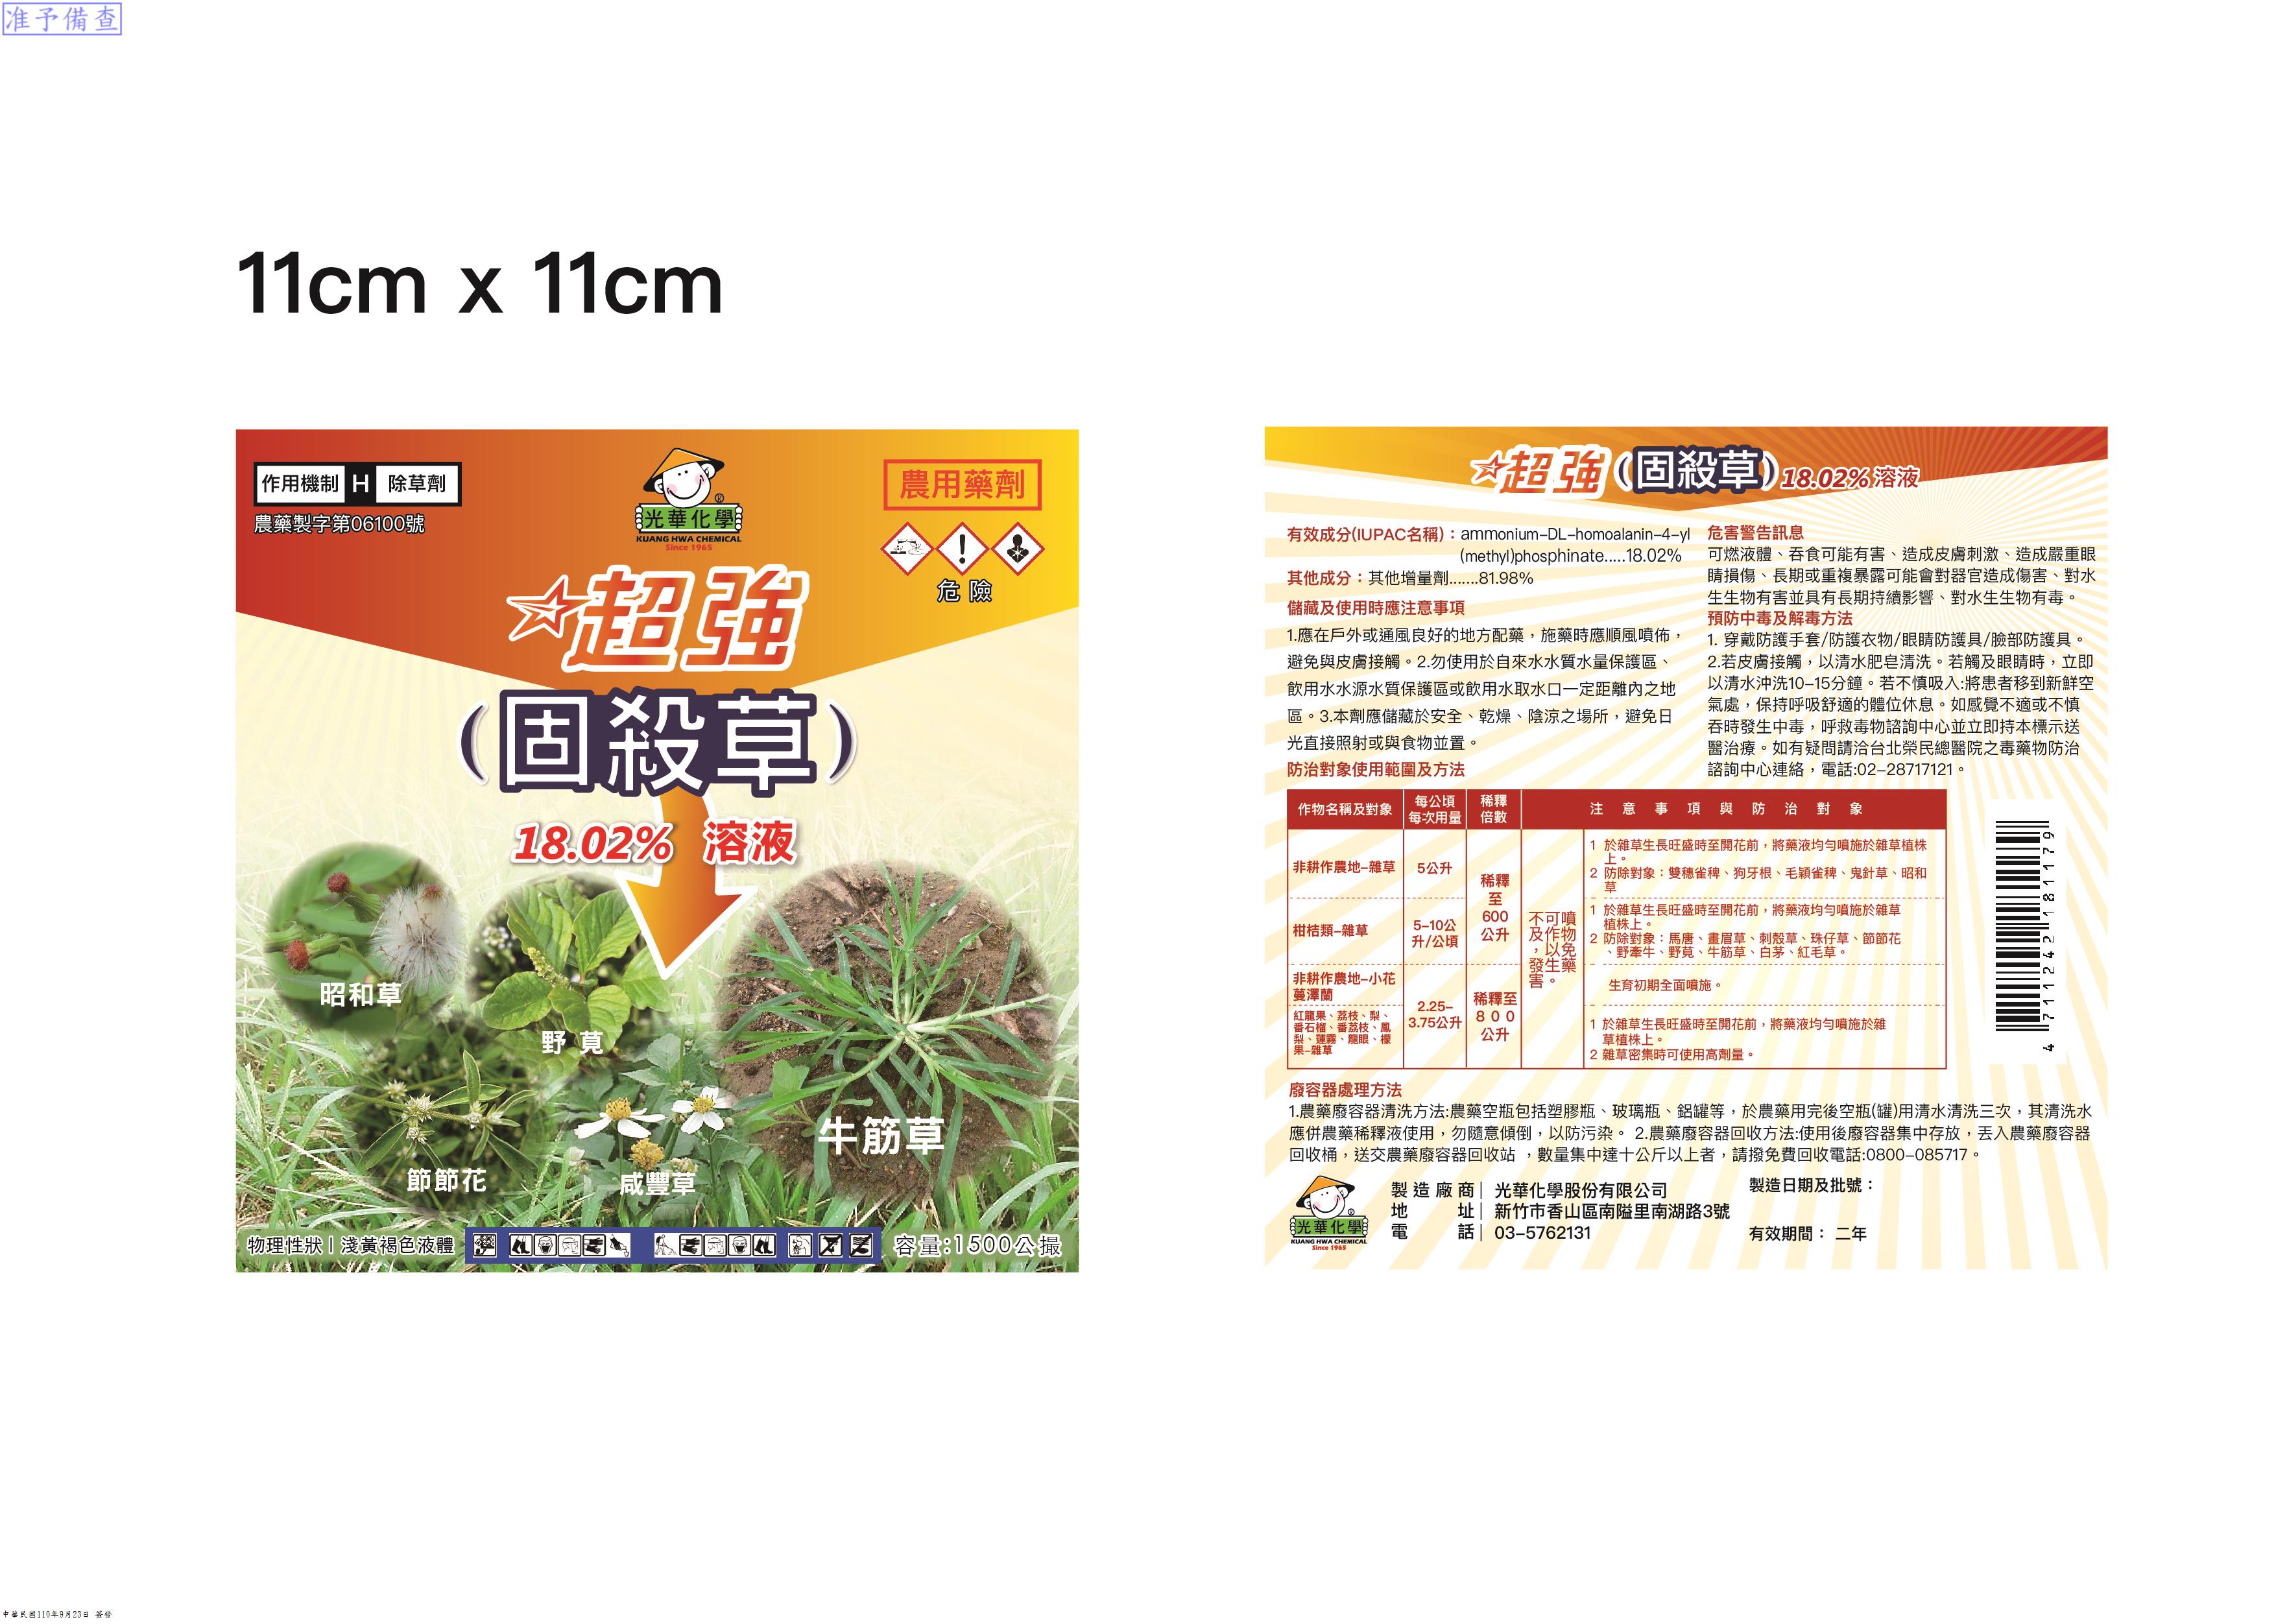 准予備查
11cm x 11cm
作用機制 H 除草劑
農藥製字第06100號
光華化學
KUANG HWA CHEMICAL
Since 1965
農用藥劑
危險
超強
(固殺草)
18.02% 溶液
昭和草
野莧
節節花
咸豐草
牛筋草
物理性狀|淺黃褐色液體
容量:1500公撮
超強(固殺草)18.02%溶液
有效成分(IUPAC名稱):ammonium-DL-homoalanin-4-yl
(methyl)phosphinate.....18.02%
其他成分:其他增量劑.......81.98%
儲藏及使用時應注意事項
1.應在戶外或通風良好的地方配藥,施藥時應順風噴佈,
避免與皮膚接觸。2.勿使用於自來水水質水量保護區、
飲用水水源水質保護區或飲用水取水口一定距離內之地
區。3.本劑應儲藏於安全、乾燥、陰涼之場所,避免日
光直接照射或與食物並置。
防治對象使用範圍及方法
危害警告訊息
可燃液體、吞食可能有害、造成皮膚刺激、造成嚴重眼
睛損傷、長期或重複暴露可能會對器官造成傷害、對水
生生物有害並具有長期持續影響、對水生生物有毒。
預防中毒及解毒方法
1. 穿戴防護手套/防護衣物/眼睛防護具/臉部防護具。
2.若皮膚接觸,以清水肥皂清洗。若觸及眼睛時,立即
以清水沖洗10-15分鐘。若不慎吸入:將患者移到新鮮空
氣處,保持呼吸舒適的體位休息。如感覺不適或不慎
吞時發生中毒,呼救毒物諮詢中心並立即持本標示送
醫治療。如有疑問請洽台北榮民總醫院之毒藥物防治
諮詢中心連絡,電話:02-28717121。
作物名稱及對象
每公頃
每次用量
稀釋
倍數
注意事項與防治對象
非耕作農地-雜草
5公升
稀釋
至
600
公升
不可噴
及作物
,以免
發生藥
害。
1 於雜草生長旺盛時至開花前,將藥液均勻噴施於雜草植株
上。
2 防除對象:雙穗雀稗、狗牙根、毛穎雀稗、鬼針草、昭和
草
柑桔類-雜草
5-10公
升/公頃
1 於雜草生長旺盛時至開花前,將藥液均勻噴施於雜草
植株上。
2 防除對象:馬唐、畫眉草、刺殼草、珠仔草、節節花
、野牽牛、野莧、牛筋草、白茅、紅毛草。
非耕作農地-小花
蔓澤蘭
2.25-
3.75公升
稀釋至
800
公升
生育初期全面噴施。
紅龍果、荔枝、梨、
番石榴、番荔枝、鳳
梨、蓮霧、龍眼、檬
果-雜草
1 於雜草生長旺盛時至開花前,將藥液均勻噴施於雜
草植株上。
2 雜草密集時可使用高劑量。
4 711242 181179
廢容器處理方法
1.農藥廢容器清洗方法:農藥空瓶包括塑膠瓶、玻璃瓶、鋁罐等,於農藥用完後空瓶(罐)用清水清洗三次,其清洗水
應併農藥稀釋液使用,勿隨意傾倒,以防污染。 2.農藥廢容器回收方法:使用後廢容器集中存放,丟入農藥廢容器
回收桶,送交農藥廢容器回收站 ,數量集中達十公斤以上者,請撥免費回收電話:0800-085717。
光華化學
KUANG HWA CHEMICAL
Since 1965
製造廠商| 光華化學股份有限公司
地址| 新竹市香山區南隘里南湖路3號
電話| 03-5762131
製造日期及批號:
有效期間: 二年
中華民國110年9月23日 簽發